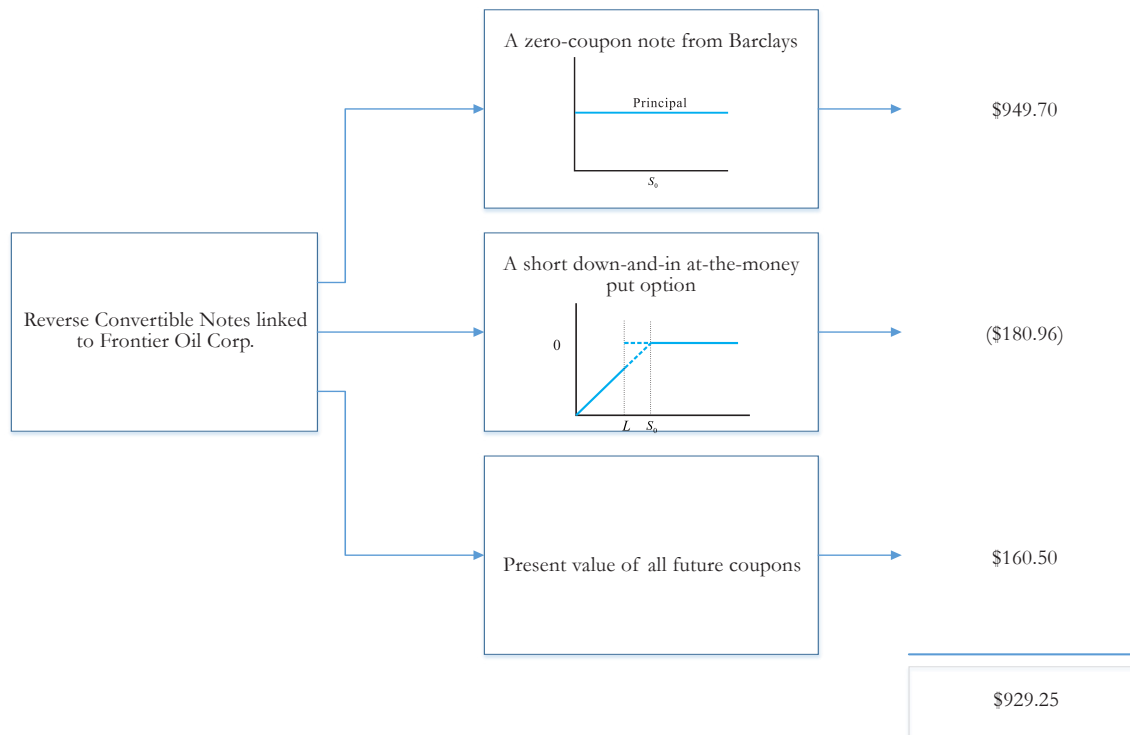 A zero-coupon note from Barclays
Principal
S₀
$949.70
Reverse Convertible Notes linked
to Frontier Oil Corp.
A short down-and-in at-the-money
put option
0
L S₀
($180.96)
Present value of all future coupons
$160.50
$929.25